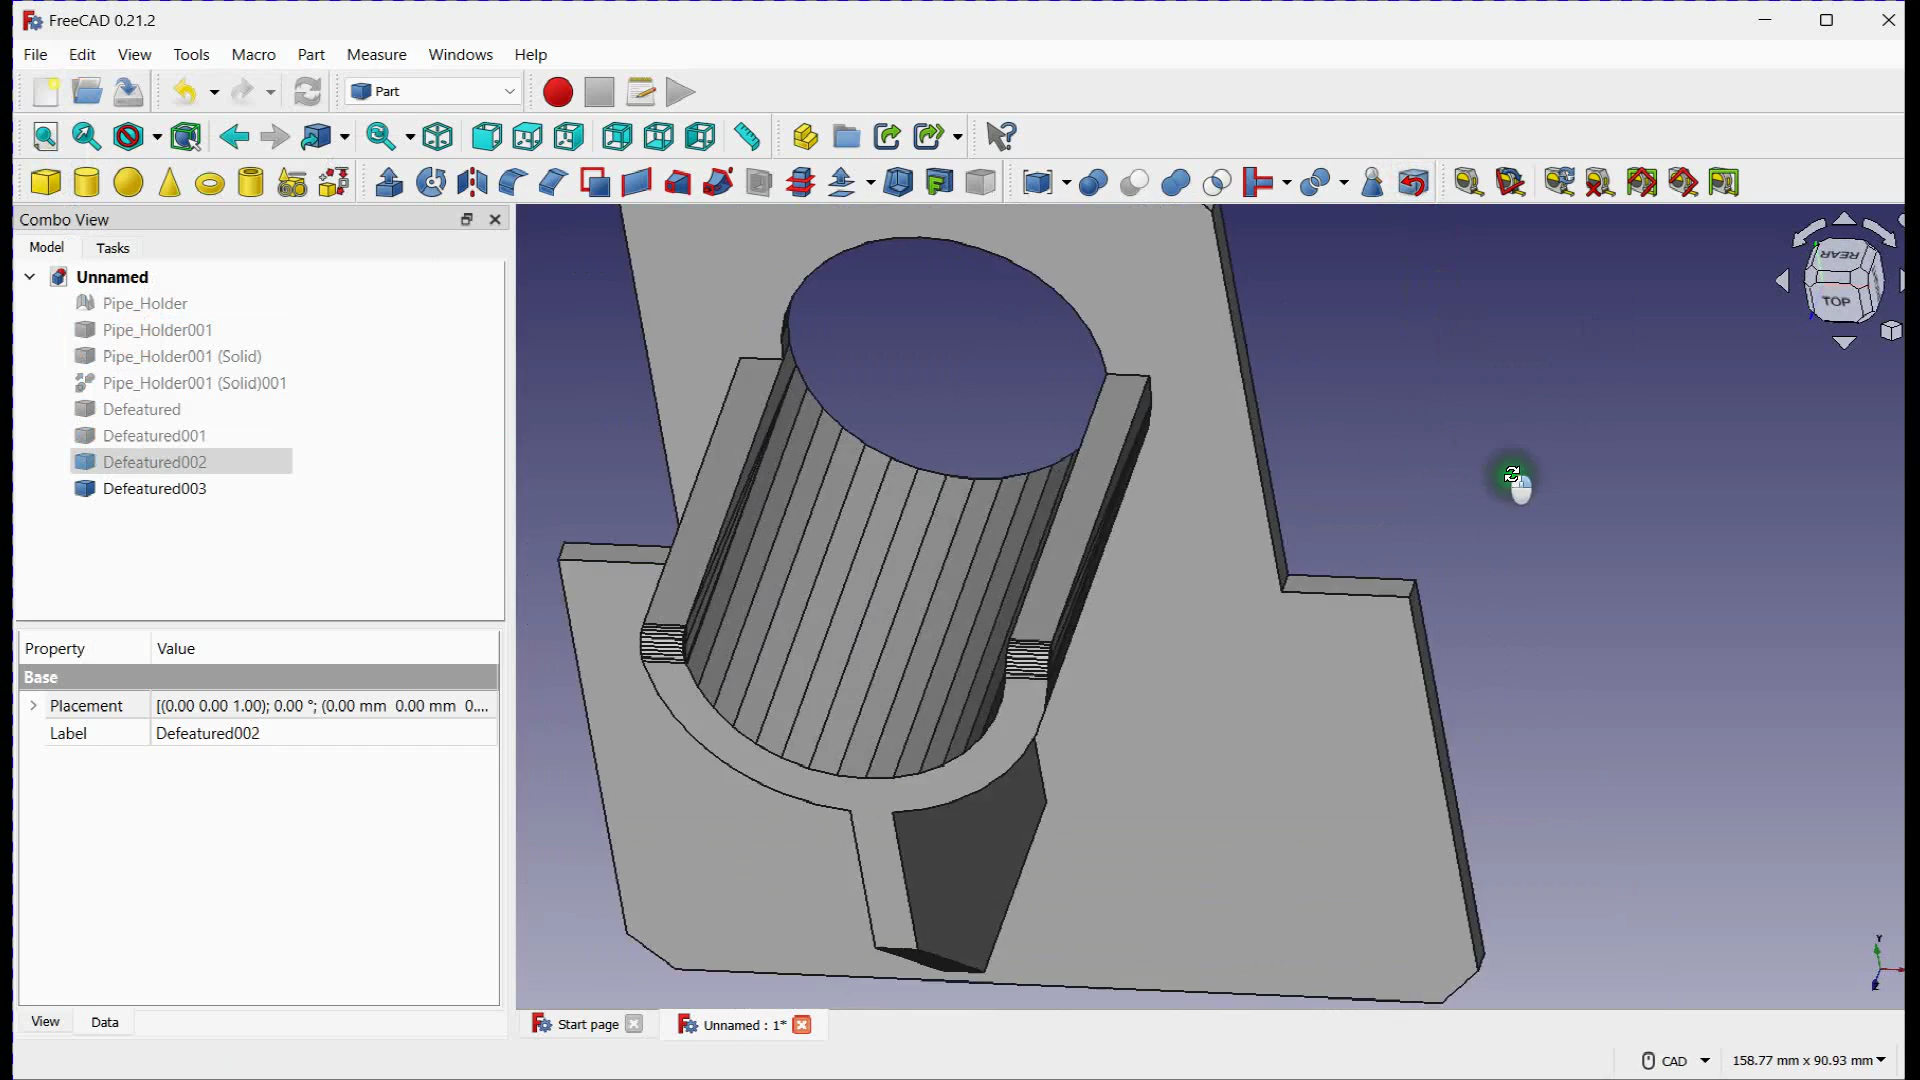 FreeCAD 0.21.2
File Edit View Tools Macro Part Measure Windows Help
Part
Combo View
Model Tasks
Unnamed
Pipe_Holder
Pipe_Holder001
Pipe_Holder001 (Solid)
Pipe_Holder001 (Solid)001
Defeatured
Defeatured001
Defeatured002
Defeatured003
REAR
TOP
Property Value
Base
Placement [(0.00 0.00 1.00); 0.00 °; (0.00 mm 0.00 mm 0....
Label Defeatured002
Y
Z
View Data
Start page
Unnamed : 1*
CAD
158.77 mm x 90.93 mm